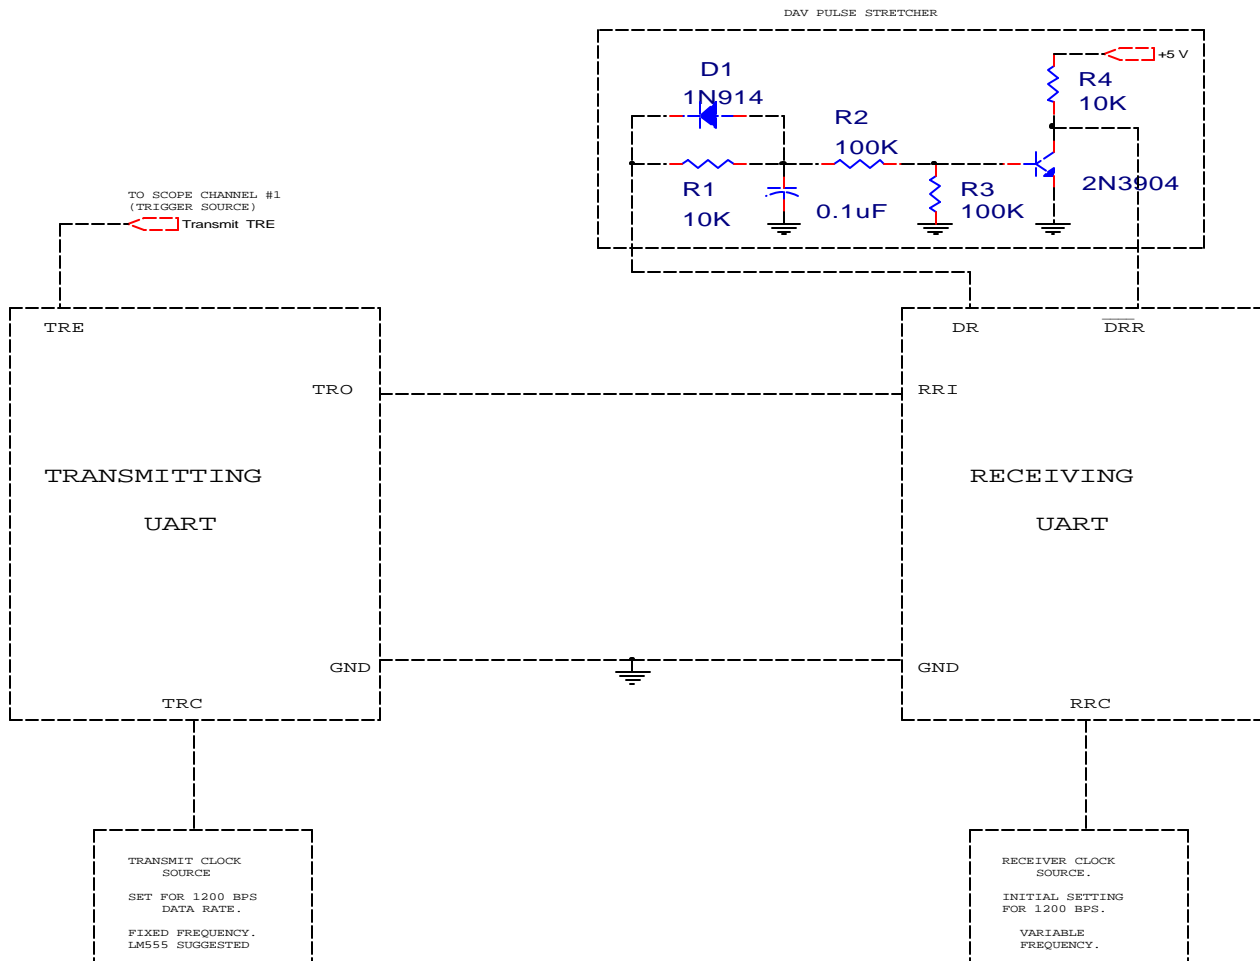 DAV PULSE STRETCHER
+5 V
D1
1N914
R4
10K
R2
100K
R1
10K
0.1uF
R3
100K
2N3904
TO SCOPE CHANNEL #1
(TRIGGER SOURCE)
Transmit TRE
TRE
DR
DRR
TRO
RRI
TRANSMITTING
UART
RECEIVING
UART
GND
GND
TRC
RRC
TRANSMIT CLOCK
SOURCE
SET FOR 1200 BPS
DATA RATE.
FIXED FREQUENCY.
LM555 SUGGESTED
RECEIVER CLOCK
SOURCE.
INITIAL SETTING
FOR 1200 BPS.
VARIABLE
FREQUENCY.